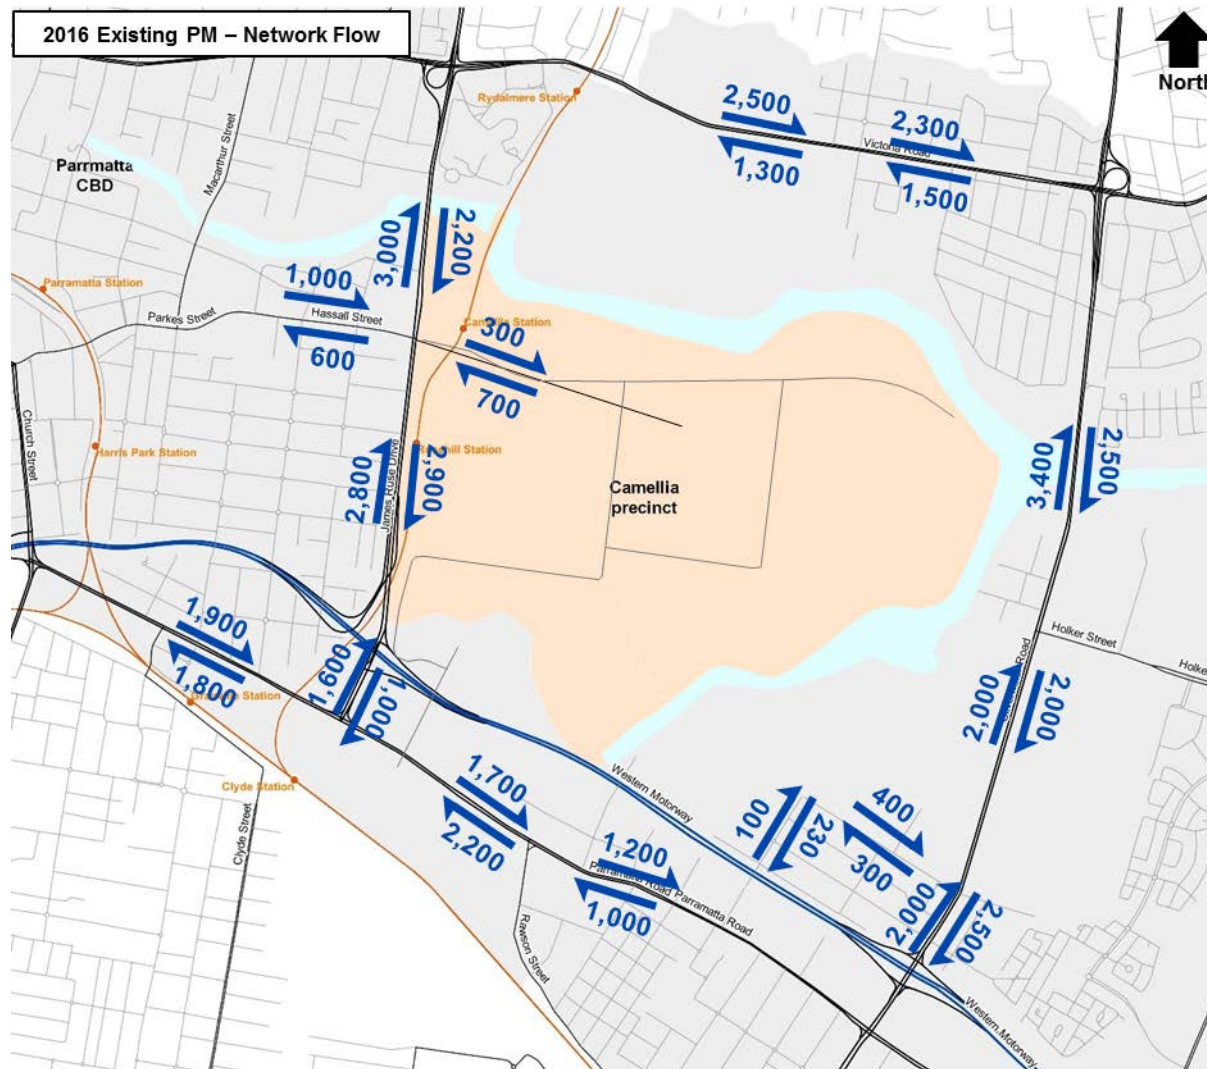 2016 Existing PM – Network Flow
North
Rydalmere Station
2,500
2,300
Victoria Road
1,300
1,500
Macarthur Street
Parrmatta
CBD
3,000
2,200
Parramatta Station
1,000
Parkes Street
Hassall Street
600
Camellia Station
300
700
Church Street
Harris Park Station
2,800
James Ruse Drive
2,900
Camellia
precinct
3,400
2,500
1,900
1,800
1,600
1,000
Holker Street
Holke
Road
2,000
2,000
Clyde Station
Clyde Street
1,700
2,200
Western Motorway
100
230
400
300
1,200
Parramatta Road
Parramatta Road
1,000
Rawson Street
2,000
2,500
Western Motorway